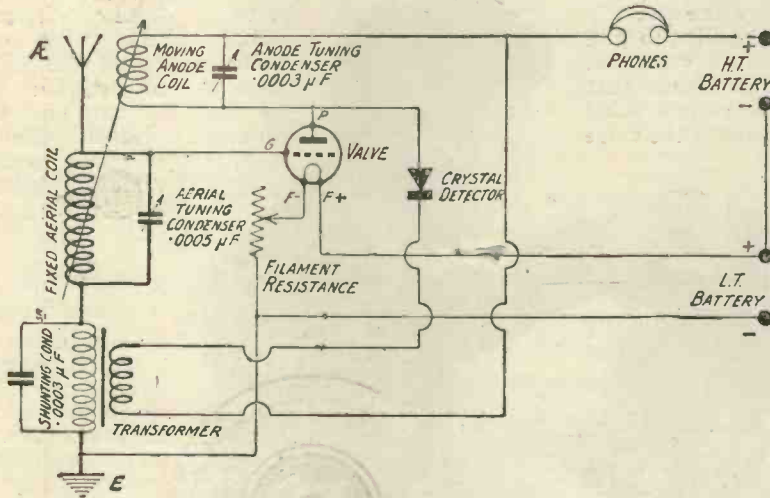 Æ
MOVING
ANODE
COIL
ANODE TUNING
CONDENSER
.0003 µF
PHONES
+
H.T.
BATTERY
-
P
G
VALVE
F-
F+
CRYSTAL
DETECTOR
FIXED AERIAL COIL
AERIAL
TUNING
CONDENSER
.0005 µF
FILAMENT
RESISTANCE
+
L.T.
BATTERY
-
SHUNTING COND
.0003 µF
TRANSFORMER
E